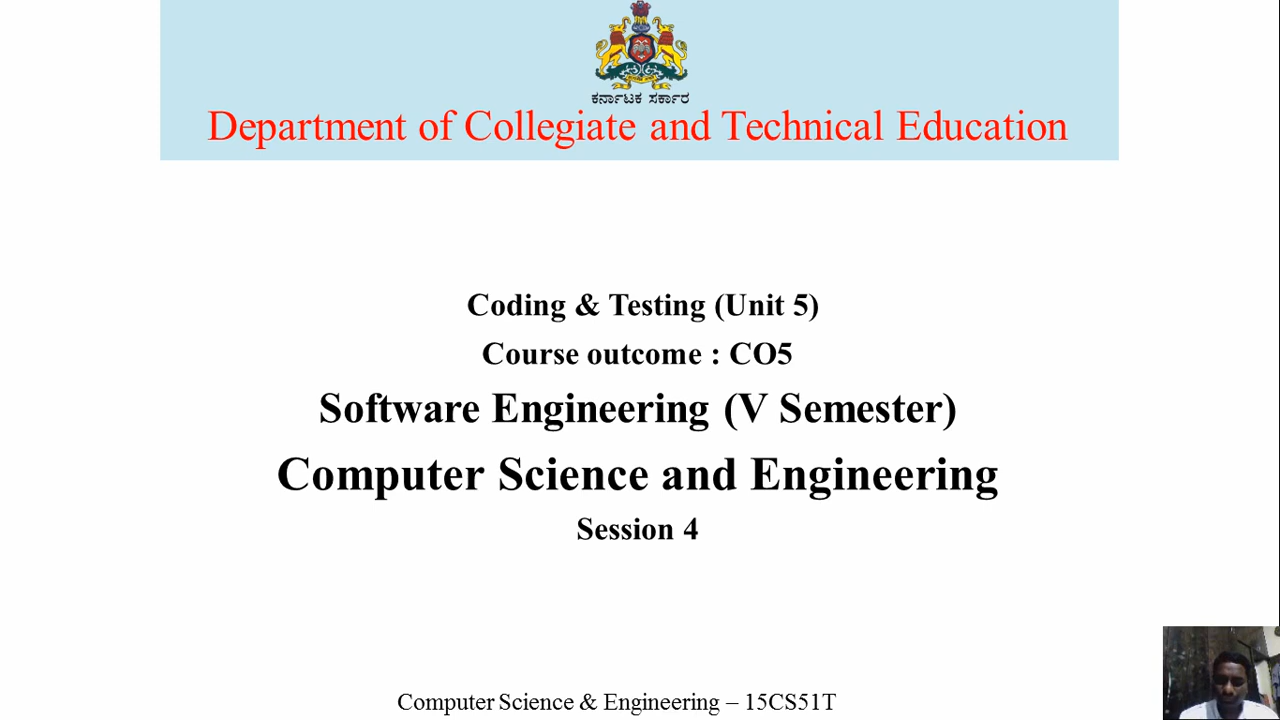 ಕರ್ನಾಟಕ ಸರ್ಕಾರ
Department of Collegiate and Technical Education
Coding & Testing (Unit 5)
Course outcome : CO5
Software Engineering (V Semester)
Computer Science and Engineering
Session 4
Computer Science & Engineering – 15CS51T